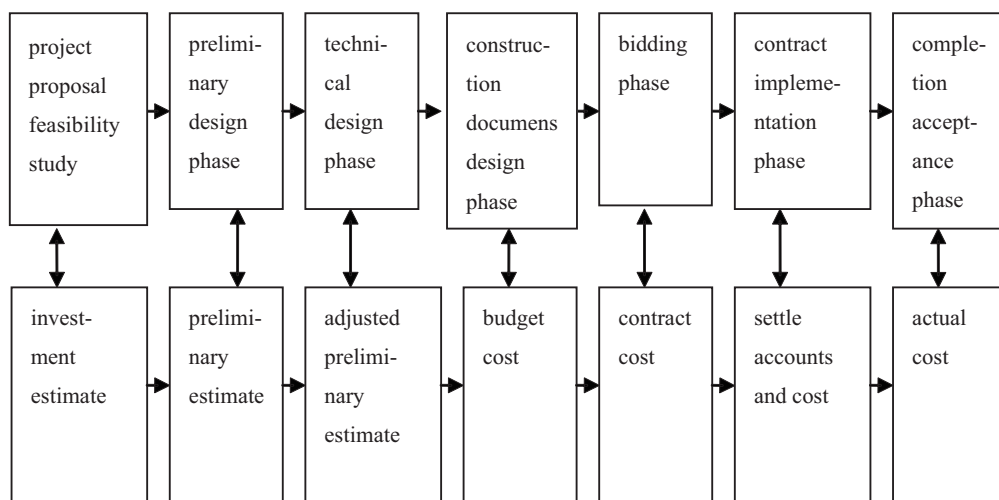 project
proposal
feasibility
study
prelimi-
nary
design
phase
techni-
cal
design
phase
construc-
tion
documens
design
phase
bidding
phase
contract
impleme-
ntation
phase
comple-
tion
accept-
ance
phase
invest-
ment
estimate
prelimi-
nary
estimate
adjusted
prelimi-
nary
estimate
budget
cost
contract
cost
settle
accounts
and cost
actual
cost